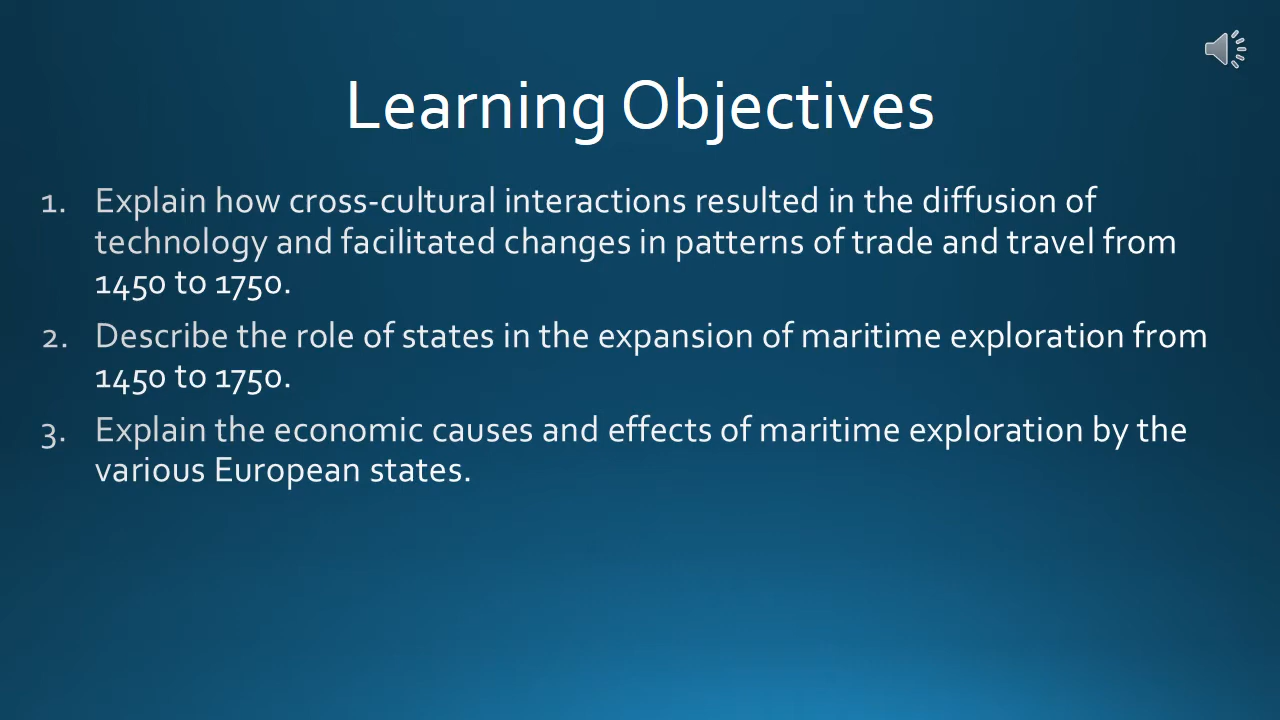 Learning Objectives
1. Explain how cross-cultural interactions resulted in the diffusion of
technology and facilitated changes in patterns of trade and travel from
1450 to 1750.
2. Describe the role of states in the expansion of maritime exploration from
1450 to 1750.
3. Explain the economic causes and effects of maritime exploration by the
various European states.